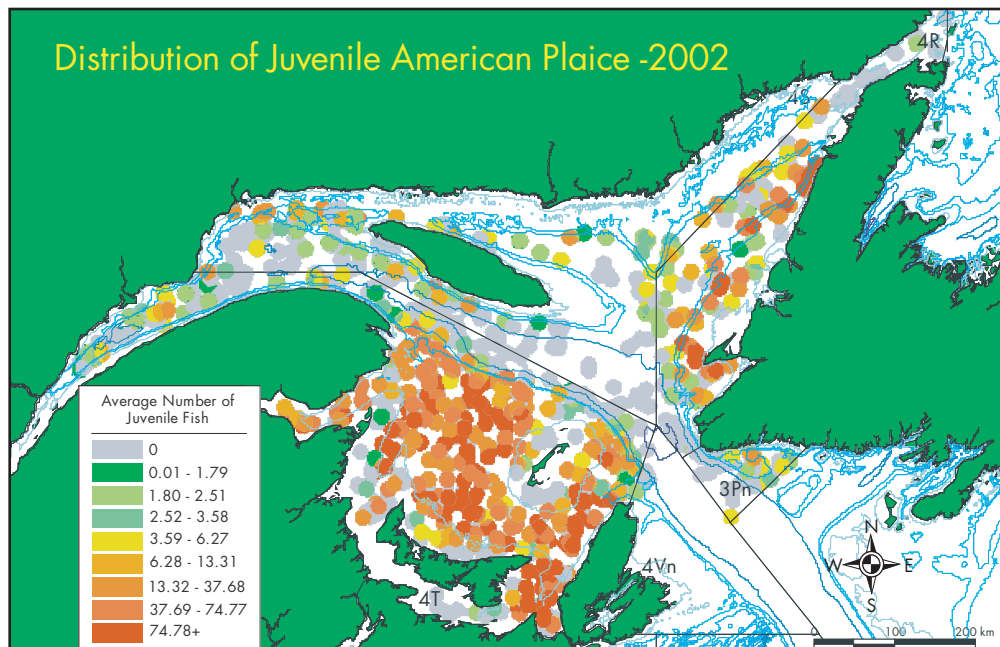 Distribution of Juvenile American Plaice -2002
4R
4S
Average Number of
Juvenile Fish
0
0.01 - 1.79
1.80 - 2.51
2.52 - 3.58
3.59 - 6.27
6.28 - 13.31
13.32 - 37.68
37.69 - 74.77
74.78+
3Pn
4Vn
4T
N
W E
S
0 100 200 km